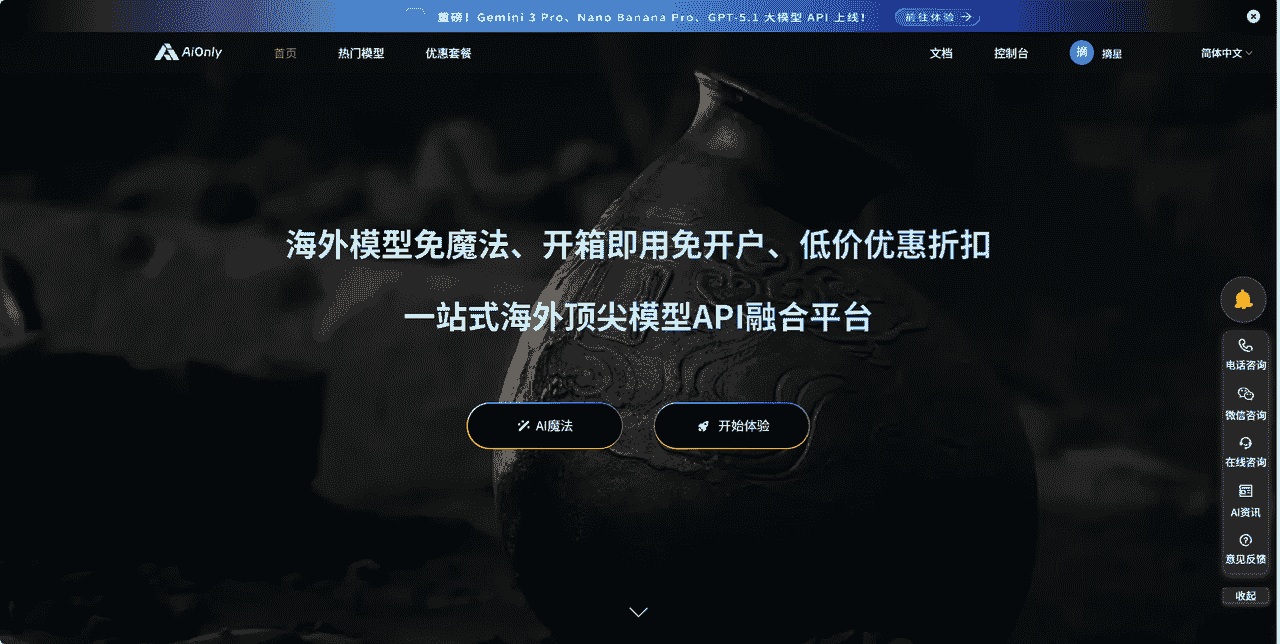 重磅！Gemini 3 Pro、Nano Banana Pro、GPT-5.1 大模型 API 上线！ 前往体验
AiOnly 首页 热门模型 优惠套餐 文档 控制台 摘 摘星 简体中文
海外模型免魔法、开箱即用免开户、低价优惠折扣
一站式海外顶尖模型API融合平台
AI魔法 开始体验
电话咨询
微信咨询
在线咨询
AI资讯
意见反馈
收起